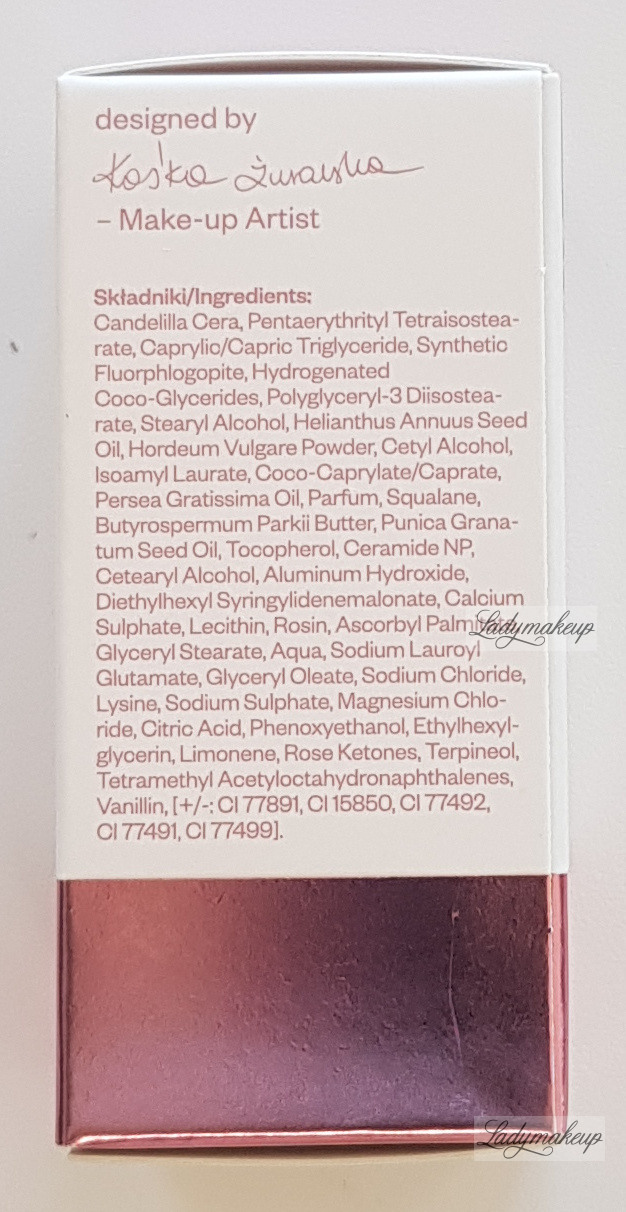 designed by
Kaśka Żurawska
– Make-up Artist
Składniki/Ingredients:
Candelilla Cera, Pentaerythrityl Tetraisostea-
rate, Caprylic/Capric Triglyceride, Synthetic
Fluorphlogopite, Hydrogenated
Coco-Glycerides, Polyglyceryl-3 Diisostea-
rate, Stearyl Alcohol, Helianthus Annuus Seed
Oil, Hordeum Vulgare Powder, Cetyl Alcohol,
Isoamyl Laurate, Coco-Caprylate/Caprate,
Persea Gratissima Oil, Parfum, Squalane,
Butyrospermum Parkii Butter, Punica Grana-
tum Seed Oil, Tocopherol, Ceramide NP,
Cetearyl Alcohol, Aluminum Hydroxide,
Diethylhexyl Syringylidenemalonate, Calcium
Sulphate, Lecithin, Rosin, Ascorbyl
Ladymakeup
Glyceryl Stearate, Aqua, Sodium Lauroyl
Glutamate, Glyceryl Oleate, Sodium Chloride,
Lysine, Sodium Sulphate, Magnesium Chlo-
ride, Citric Acid, Phenoxyethanol, Ethylhexyl-
glycerin, Limonene, Rose Ketones, Terpineol,
Tetramethyl Acetyloctahydronaphthalenes,
Vanillin, [+/-: CI 77891, CI 15850, CI 77492,
CI 77491, CI 77499].
Ladymakeup